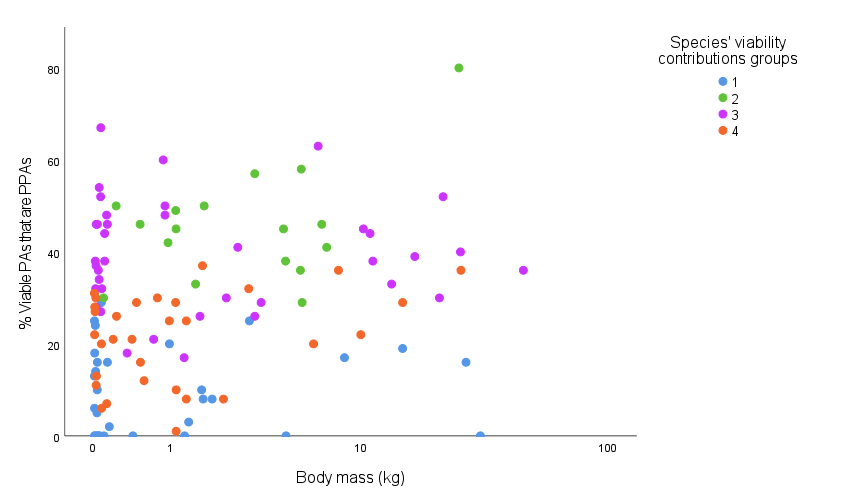 Species' viability
contributions groups
1
2
3
4
% Viable PAs that are PPAs
80
60
40
20
0
0 1 10 100
Body mass (kg)